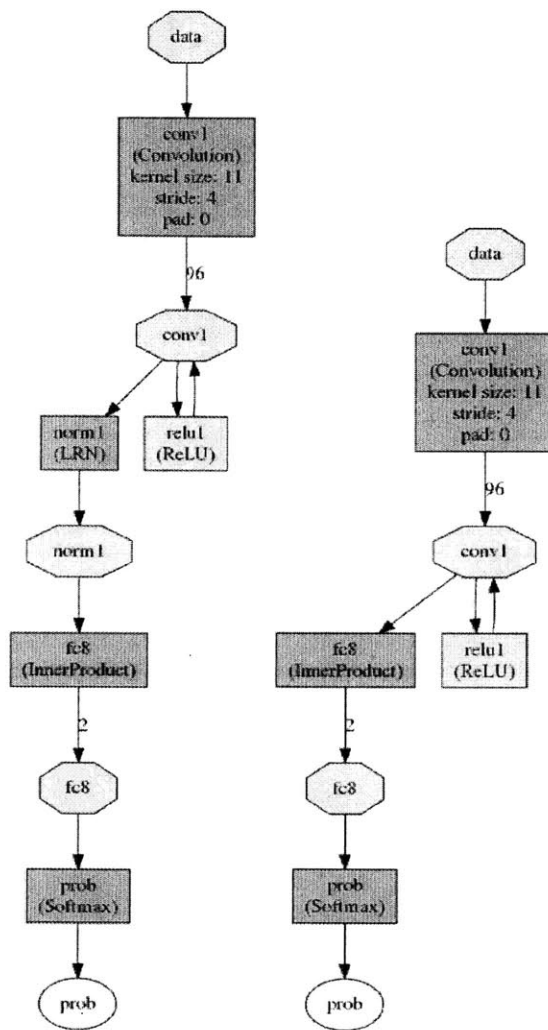 data
conv1
(Convolution)
kernel size: 11
stride: 4
pad: 0
96
conv1
norm1
(LRN)
relu1
(ReLU)
norm1
fc8
(InnerProduct)
2
fc8
prob
(Softmax)
prob
data
conv1
(Convolution)
kernel size: 11
stride: 4
pad: 0
96
conv1
fc8
(InnerProduct)
relu1
(ReLU)
2
fc8
prob
(Softmax)
prob